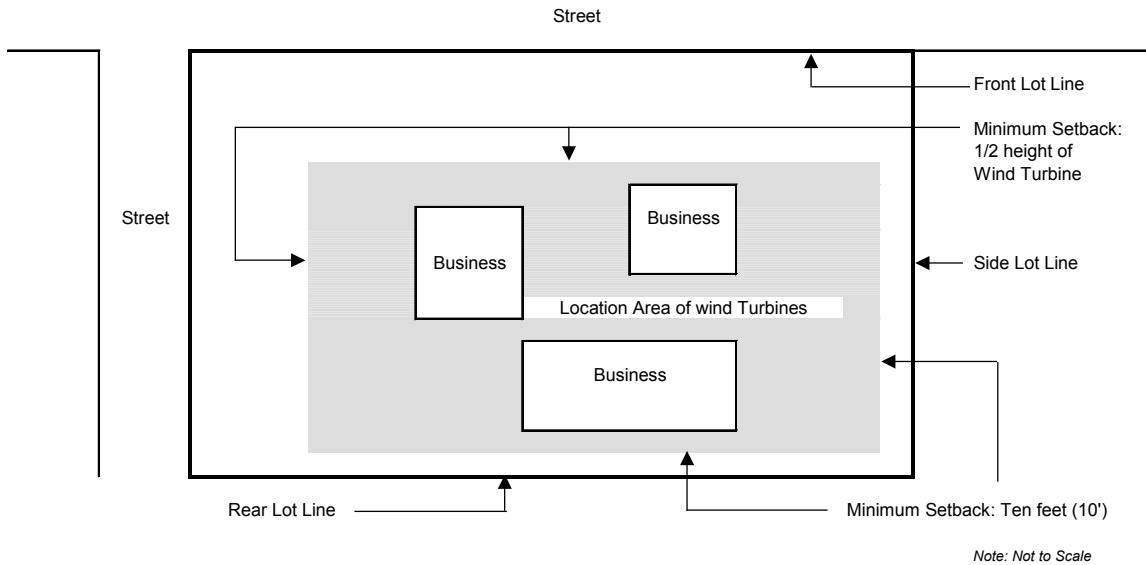 Street
Front Lot Line
Minimum Setback:
1/2 height of
Wind Turbine
Street
Business
Business
Side Lot Line
Location Area of wind Turbines
Business
Rear Lot Line
Minimum Setback: Ten feet (10')
Note: Not to Scale